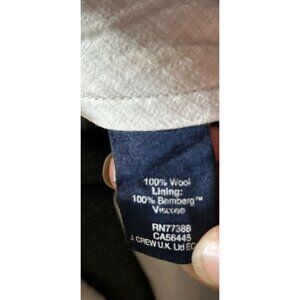 100% Wool
Lining:
100% Bemberg™
Viscose
RN77388
CA56445
J. CREW U.K. Ltd EC